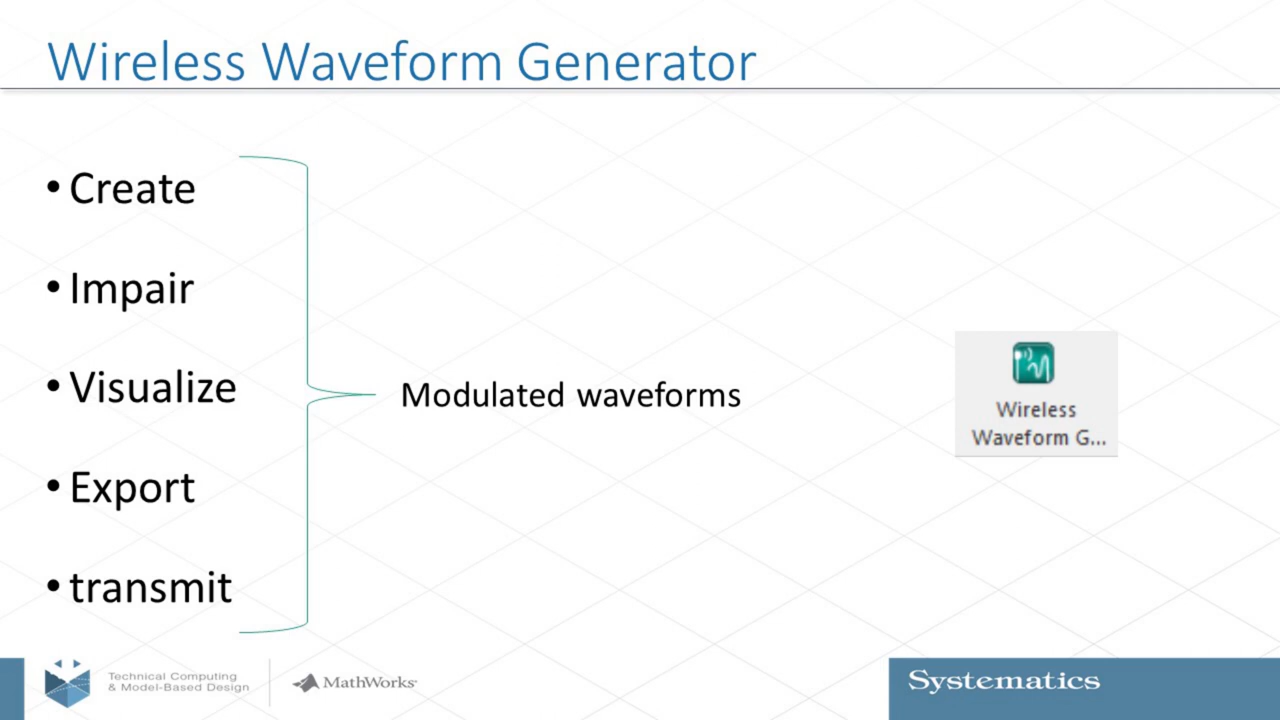 Wireless Waveform Generator
• Create
• Impair
• Visualize
• Export
• transmit
Modulated waveforms
Wireless
Waveform G...
Technical Computing
& Model-Based Design
MathWorks
Systematics